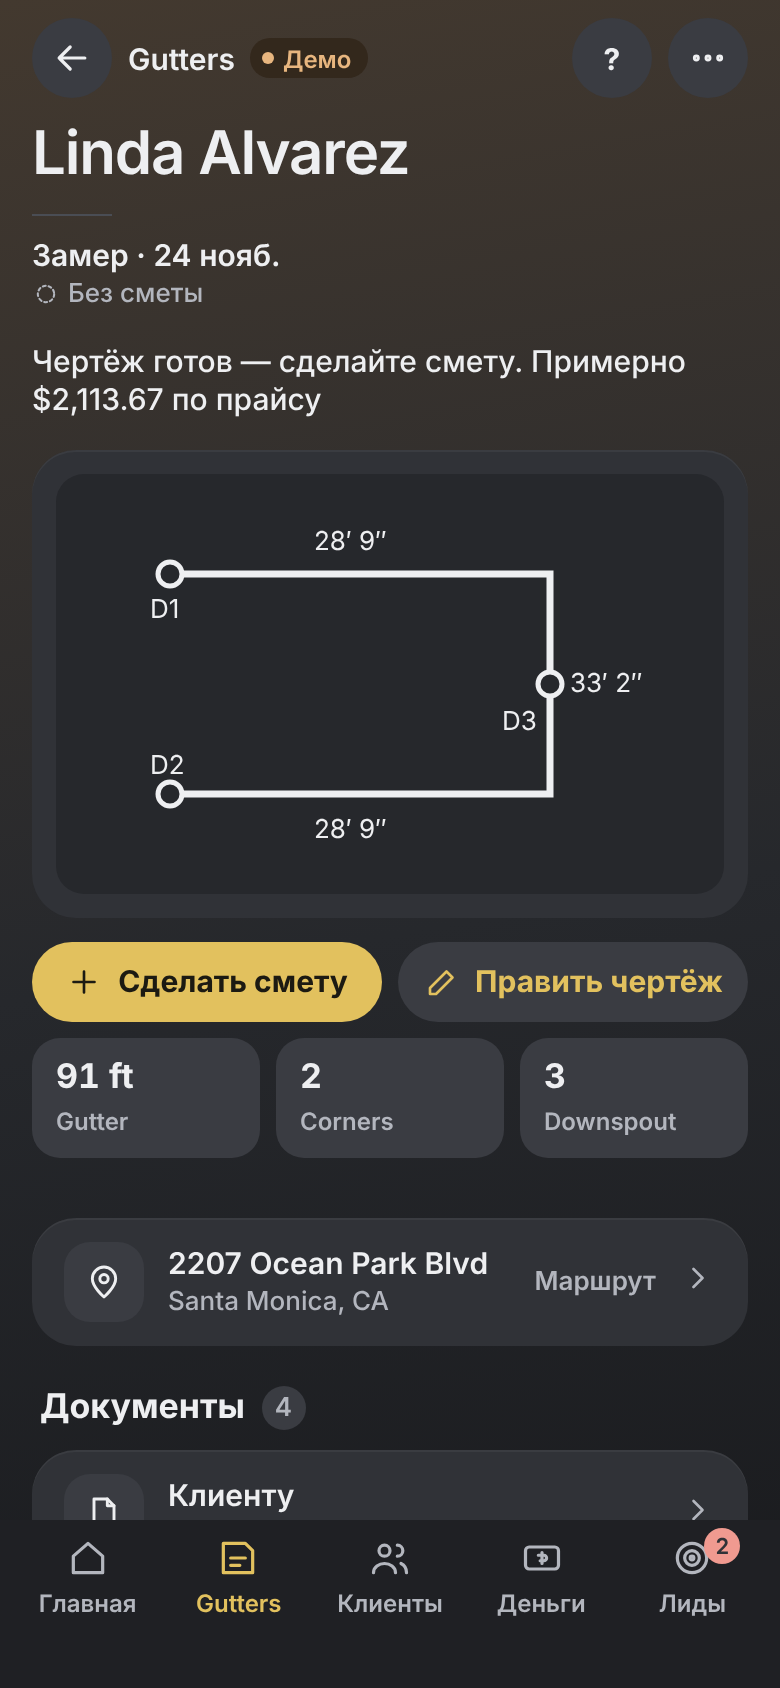 Gutters
Демо
?
Linda Alvarez
Замер · 24 нояб.
Без сметы
Чертёж готов — сделайте смету. Примерно
$2,113.67 по прайсу
28′ 9″
D1
33′ 2″
D3
D2
28′ 9″
Сделать смету
Править чертёж
91 ft
Gutter
2
Corners
3
Downspout
2207 Ocean Park Blvd
Santa Monica, CA
Маршрут
Документы 4
Клиенту
2
Главная
Gutters
Клиенты
Деньги
Лиды